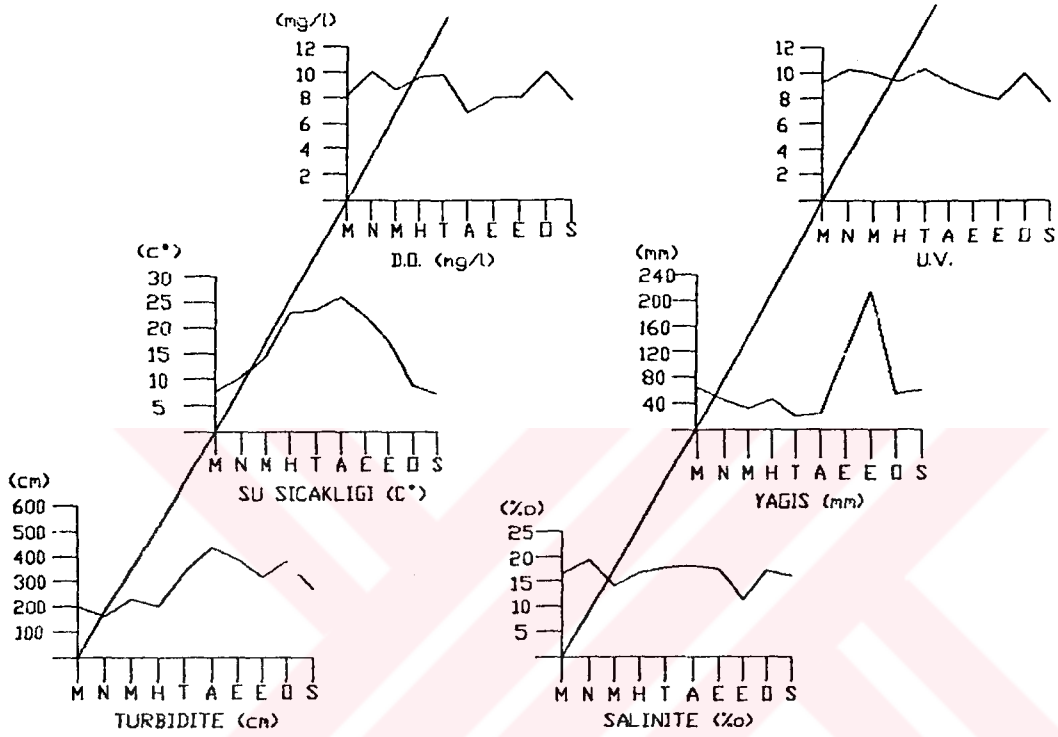 (mg/l)
12
10
8
6
4
2
M N M H T A E E O S
D.O. (mg/l)
12
10
8
6
4
2
M N M H T A E E O S
U.V.
(C°)
30
25
20
15
10
5
M N M H T A E E O S
SU SICAKLIGI (C°)
(mm)
240
200
160
120
80
40
M N M H T A E E O S
YAGIS (mm)
(cm)
600
500
400
300
200
100
M N M H T A E E O S
TURBIDITE (cm)
(%o)
25
20
15
10
5
M N M H T A E E O S
SALINITE (%o)